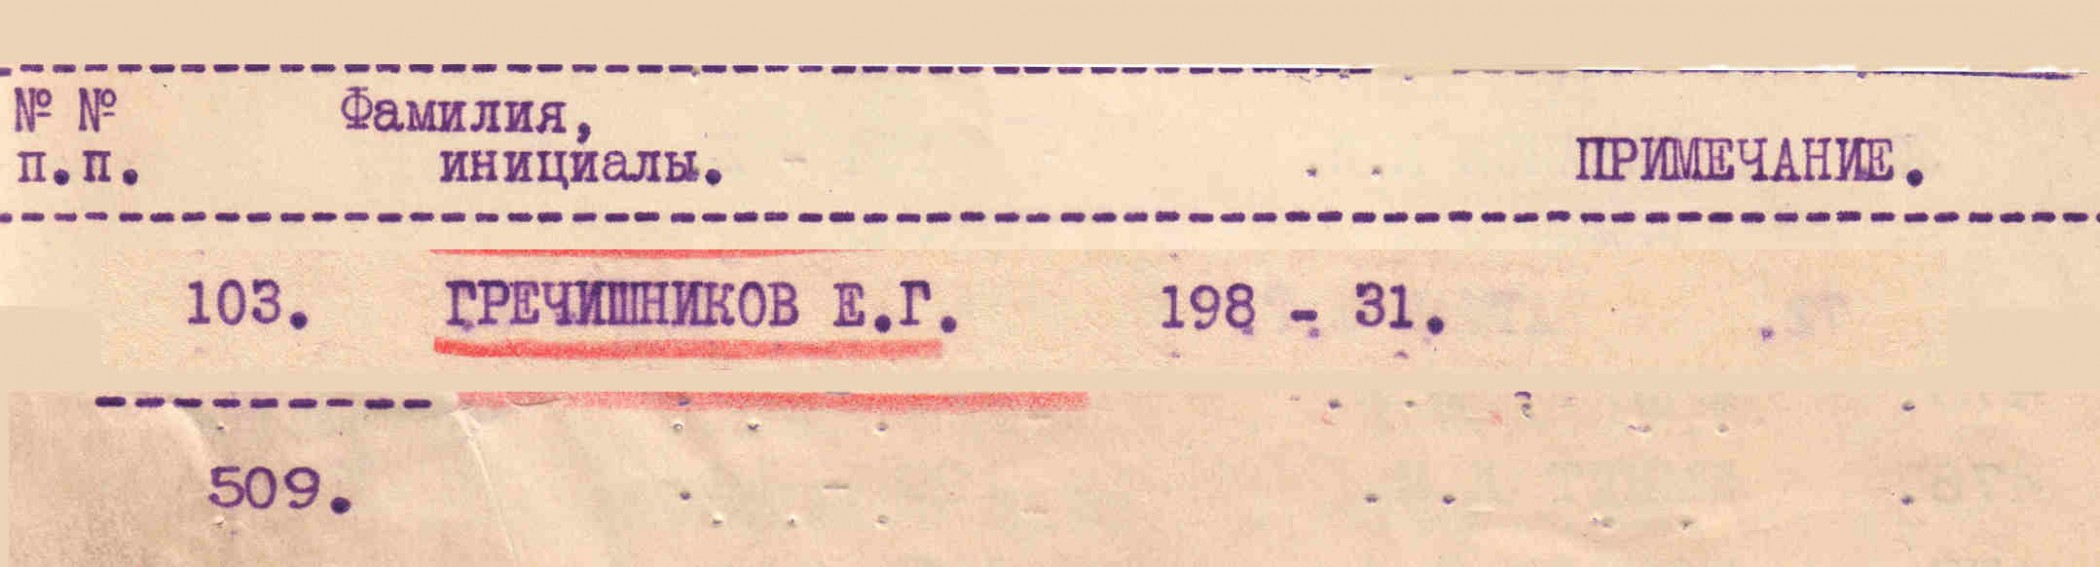 № № Фамилия,
п.п. инициалы. ПРИМЕЧАНИЕ.
103. ГРЕЧИШНИКОВ Е.Г. 198 - 31.
509.